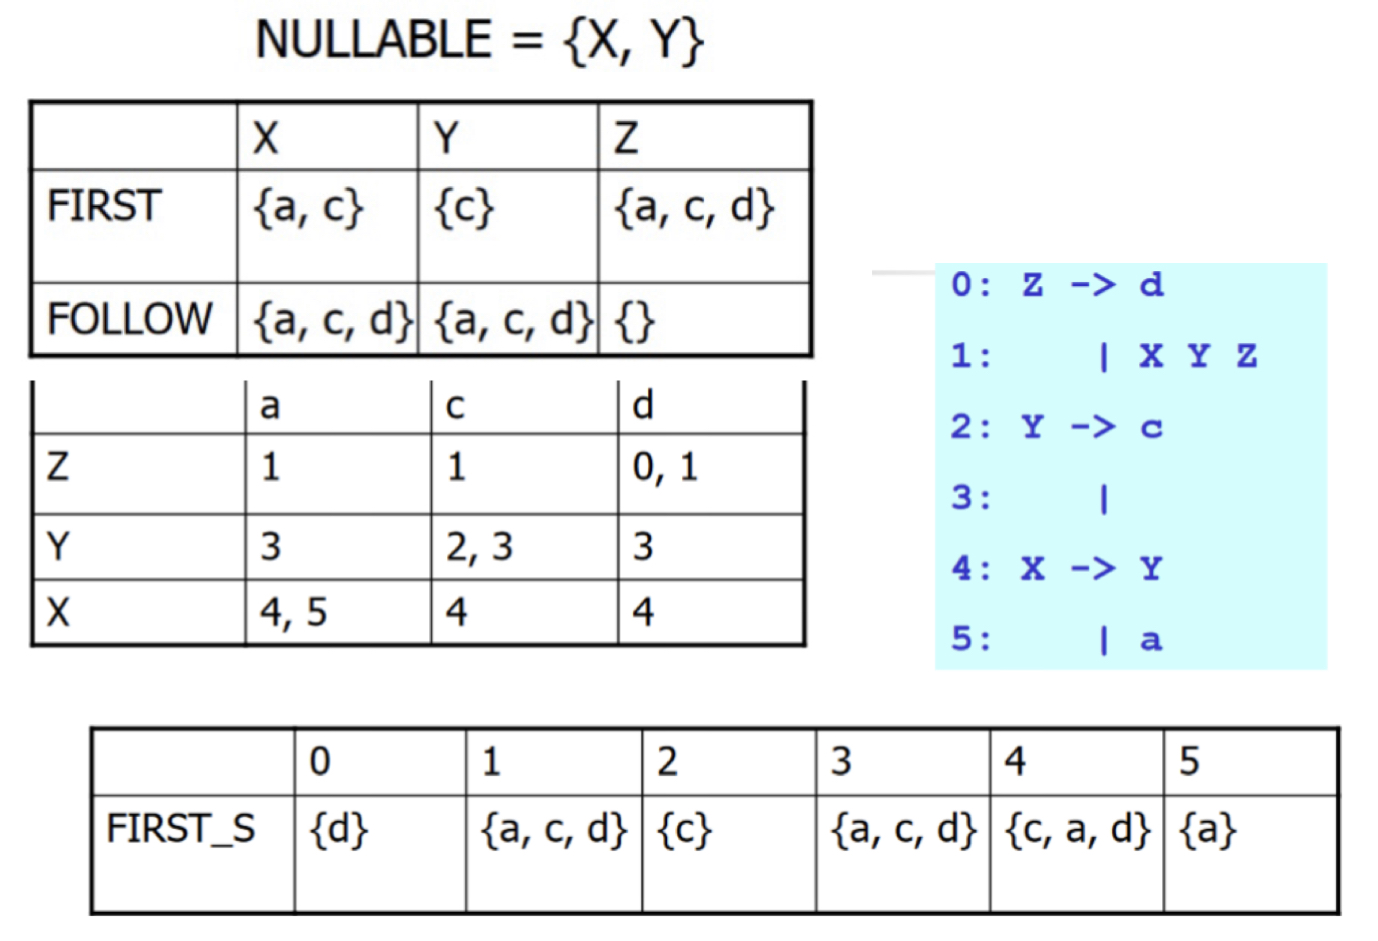 NULLABLE = {X, Y}
X Y Z
FIRST {a, c} {c} {a, c, d}
FOLLOW {a, c, d} {a, c, d} {}
a c d
Z 1 1 0, 1
Y 3 2, 3 3
X 4, 5 4 4
0: Z -> d
1: | X Y Z
2: Y -> c
3: |
4: X -> Y
5: | a
0 1 2 3 4 5
FIRST_S {d} {a, c, d} {c} {a, c, d} {c, a, d} {a}